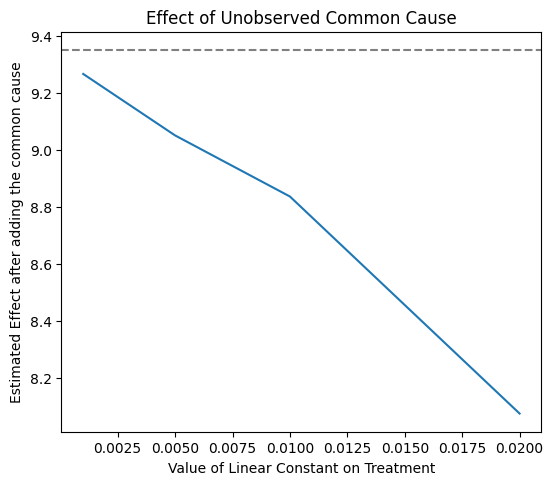 Effect of Unobserved Common Cause
Estimated Effect after adding the common cause
9.4
9.2
9.0
8.8
8.6
8.4
8.2
0.0025 0.0050 0.0075 0.0100 0.0125 0.0150 0.0175 0.0200
Value of Linear Constant on Treatment